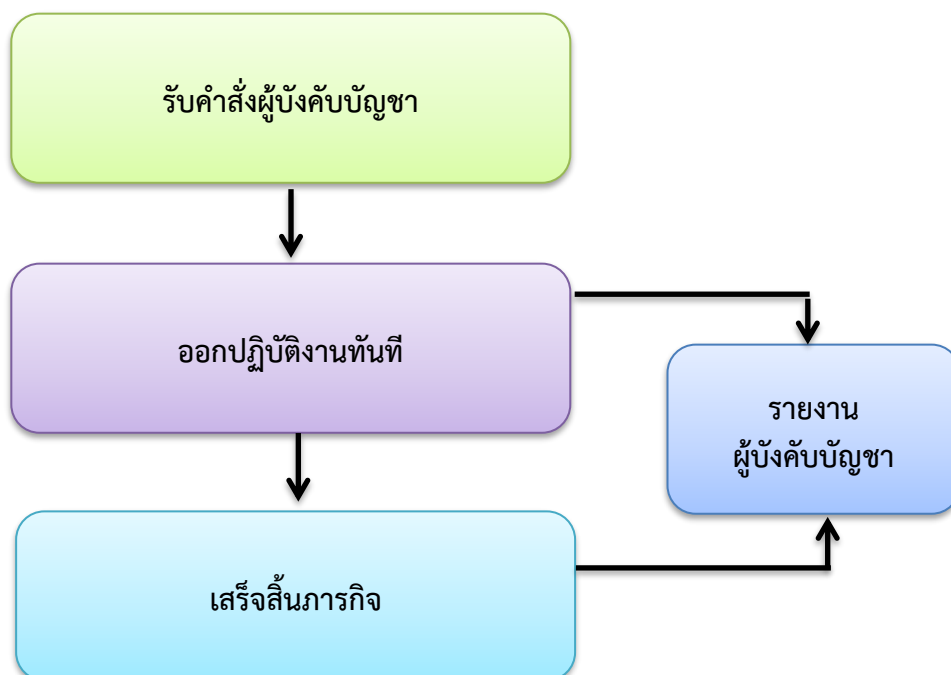 รับคำสั่งผู้บังคับบัญชา
ออกปฏิบัติงานทันที
รายงาน
ผู้บังคับบัญชา
เสร็จสิ้นภารกิจ